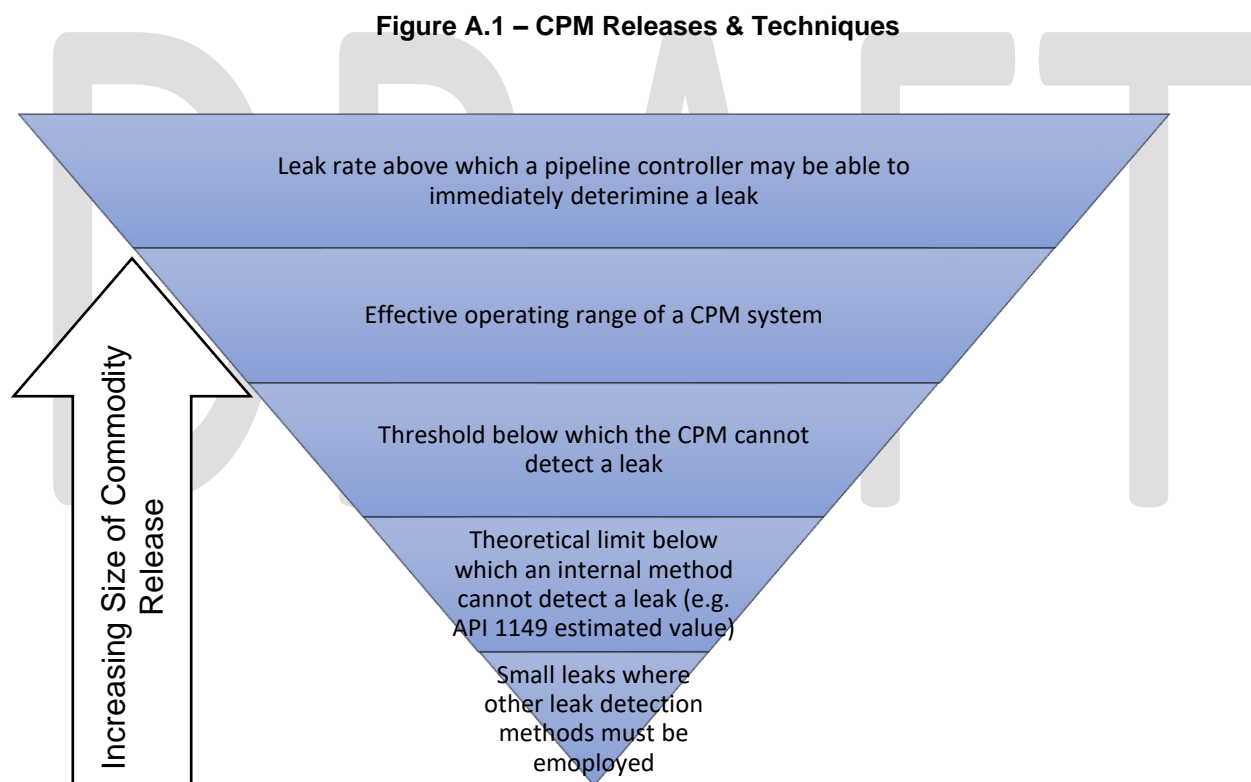 Figure A.1 – CPM Releases & Techniques
DRAFT
Leak rate above which a pipeline controller may be able to
immediately deterimine a leak
Effective operating range of a CPM system
Threshold below which the CPM cannot
detect a leak
Theoretical limit below
which an internal method
cannot detect a leak (e.g.
API 1149 estimated value)
Small leaks where
other leak detection
methods must be
emoployed
Increasing Size of Commodity
Release